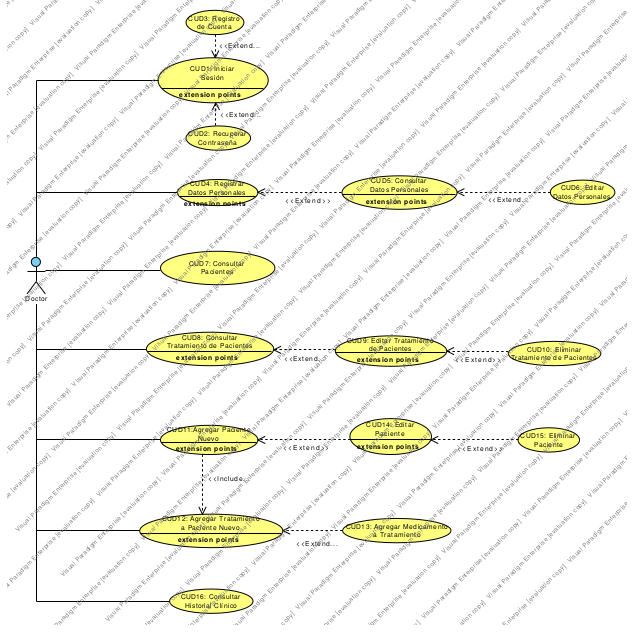 CUD3: Registro
de Cuenta
<<Extend...
CUD1: Iniciar
Sesión
extension points
<<Extend...
CUD2: Recuperar
Contraseña
CUD4: Registrar
Datos Personales
extension points
<<Extend>>
CUD5: Consultar
Datos Personales
extension points
<<Extend...
CUD6: Editar
Datos Personales
CUD7: Consultar
Pacientes
Doctor
CUD8: Consultar
Tratamiento de Pacientes
extension points
<<Extend...
CUD9: Editar Tratamiento
de Pacientes
extension points
<<Extend>>
CUD10: Eliminar
Tratamiento de Pacientes
CUD11:Agregar Paciente
Nuevo
extension points
<<Extend>>
CUD14: Editar
Paciente
extension points
<<Extend>>
CUD15: Eliminar
Paciente
<<Include...
CUD12: Agregar Tratamiento
a Paciente Nuevo
extension points
<<Extend...
CUD13: Agregar Medicamento
a Tratamiento
CUD16: Consultar
Historial Clínico
Visual Paradigm Enterprise [evaluation copy]